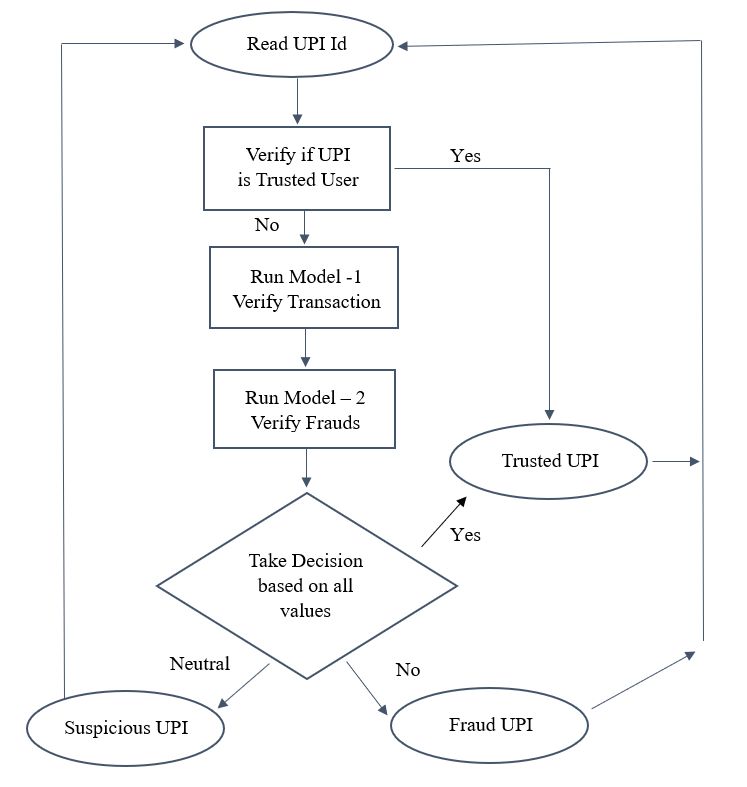 Read UPI Id
Verify if UPI
is Trusted User
Yes
No
Run Model -1
Verify Transaction
Run Model – 2
Verify Frauds
Trusted UPI
Yes
Take Decision
based on all
values
Neutral
No
Suspicious UPI
Fraud UPI